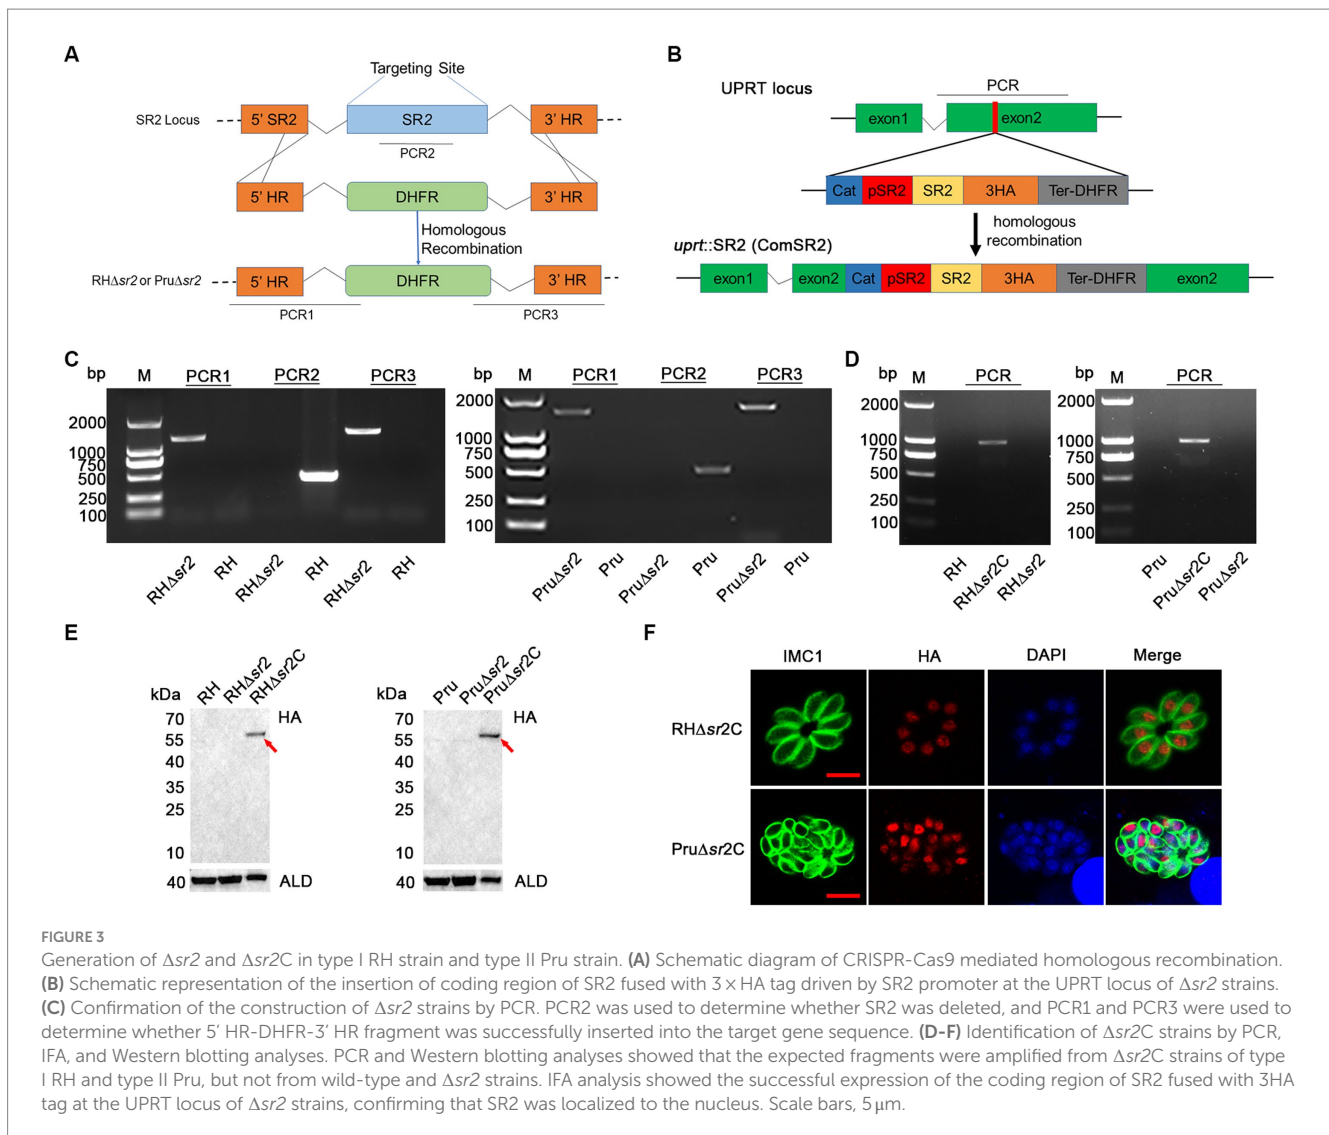 A
Targeting Site
SR2 Locus
5' SR2
SR2
3' HR
PCR2
5' HR
DHFR
3' HR
Homologous
Recombination
RHΔsr2 or PruΔsr2
5' HR
DHFR
3' HR
PCR1
PCR3
B
UPRT locus
PCR
exon1
exon2
Cat
pSR2
SR2
3HA
Ter-DHFR
homologous
recombination
uprt::SR2 (ComSR2)
exon1
exon2
Cat
pSR2
SR2
3HA
Ter-DHFR
exon2
C
bp
M
PCR1
PCR2
PCR3
2000
1000
750
500
250
100
RHΔsr2
RH
RHΔsr2
RH
RHΔsr2
RH
bp
M
PCR1
PCR2
PCR3
2000
1000
750
500
250
100
PruΔsr2
Pru
PruΔsr2
Pru
PruΔsr2
Pru
D
bp
M
PCR
2000
1000
750
500
250
100
RH
RHΔsr2C
RHΔsr2
M
PCR
2000
1000
750
500
250
100
Pru
PruΔsr2C
PruΔsr2
E
kDa
RH
RHΔsr2
RHΔsr2C
70
55
40
35
25
10
HA
40
ALD
kDa
Pru
PruΔsr2
PruΔsr2C
70
55
40
35
25
10
HA
40
ALD
F
IMC1
HA
DAPI
Merge
RHΔsr2C
PruΔsr2C
FIGURE 3
Generation of Δsr2 and Δsr2C in type I RH strain and type II Pru strain. (A) Schematic diagram of CRISPR-Cas9 mediated homologous recombination.
(B) Schematic representation of the insertion of coding region of SR2 fused with 3 × HA tag driven by SR2 promoter at the UPRT locus of Δsr2 strains.
(C) Confirmation of the construction of Δsr2 strains by PCR. PCR2 was used to determine whether SR2 was deleted, and PCR1 and PCR3 were used to
determine whether 5' HR-DHFR-3' HR fragment was successfully inserted into the target gene sequence. (D-F) Identification of Δsr2C strains by PCR,
IFA, and Western blotting analyses. PCR and Western blotting analyses showed that the expected fragments were amplified from Δsr2C strains of type
I RH and type II Pru, but not from wild-type and Δsr2 strains. IFA analysis showed the successful expression of the coding region of SR2 fused with 3HA
tag at the UPRT locus of Δsr2 strains, confirming that SR2 was localized to the nucleus. Scale bars, 5 μm.